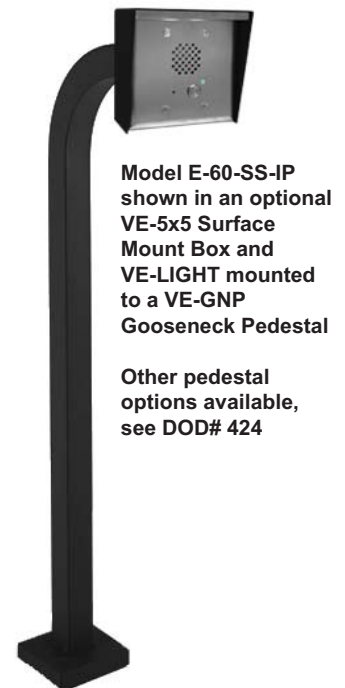 Model E-60-SS-IP
shown in an optional
VE-5x5 Surface
Mount Box and
VE-LIGHT mounted
to a VE-GNP
Gooseneck Pedestal
Other pedestal
options available,
see DOD# 424